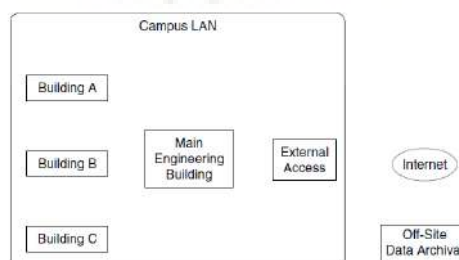 Campus LAN
Building A
Main
Engineering
Building
External
Access
Building B
Internet
Building C
Off-Site
Data Archiva